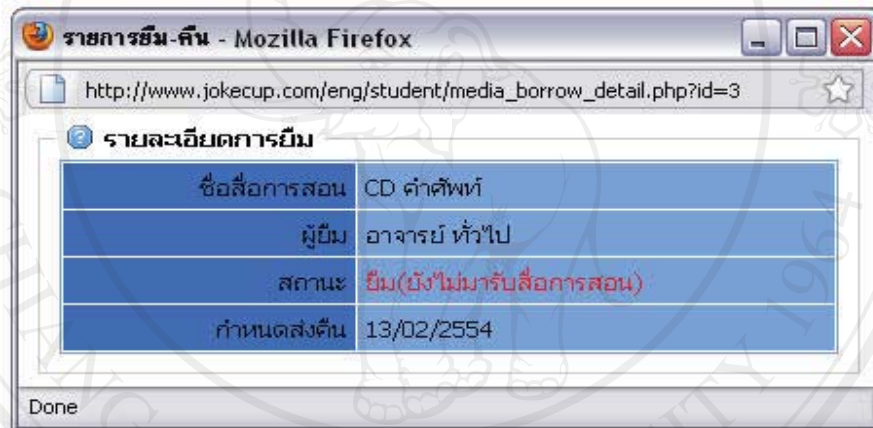 รายการยืม-คืน - Mozilla Firefox
http://www.jokecup.com/eng/student/media_borrow_detail.php?id=3
รายละเอียดการยืม
ชื่อสื่อการสอน CD คำศัพท์
ผู้ยืม อาจารย์ ทั่วไป
สถานะ ยืม(ยังไม่มารับสื่อการสอน)
กำหนดส่งคืน 13/02/2554
Done